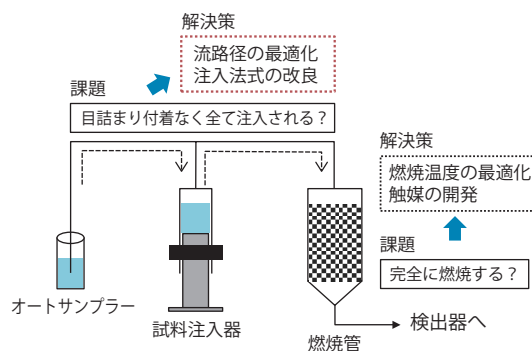 解決策
流路径の最適化
注入法式の改良
課題
目詰まり付着なく全て注入される？
解決策
燃焼温度の最適化
触媒の開発
課題
完全に燃焼する？
オートサンプラー
試料注入器
燃焼管
検出器へ